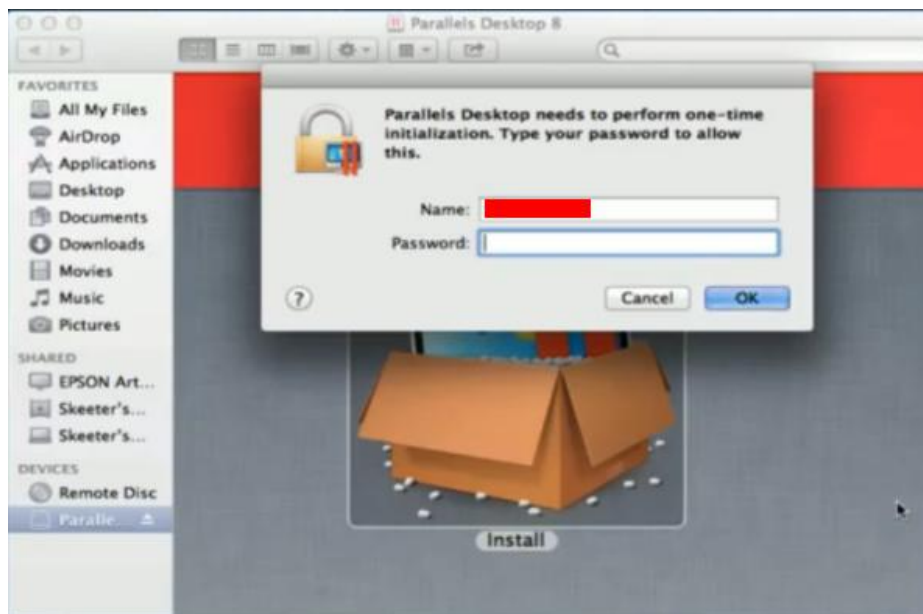 Parallels Desktop 8
FAVORITES
All My Files
AirDrop
Applications
Desktop
Documents
Downloads
Movies
Music
Pictures
SHARED
EPSON Art...
Skeeter's...
Skeeter's...
DEVICES
Remote Disc
Paralle...
Parallels Desktop needs to perform one-time
initialization. Type your password to allow
this.
Name:
Password:
?
Cancel
OK
Install